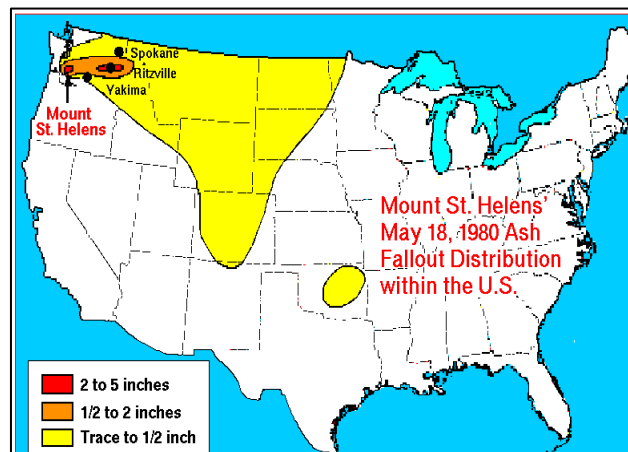 Spokane
Ritzville
Yakima
Mount
St. Helens
Mount St. Helens'
May 18, 1980 Ash
Fallout Distribution
within the U.S.
2 to 5 inches
1/2 to 2 inches
Trace to 1/2 inch